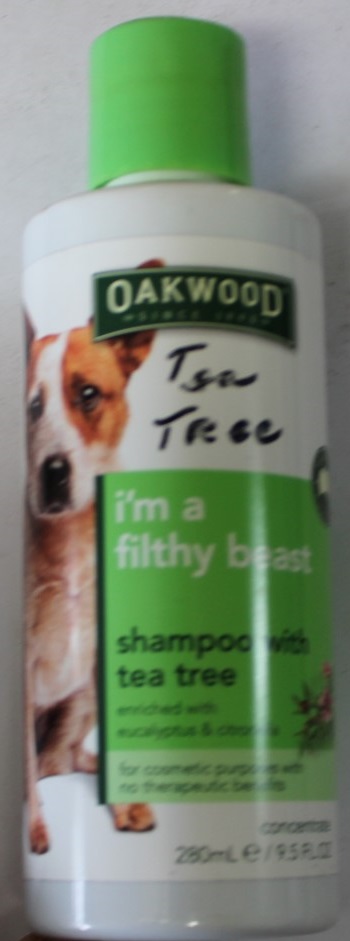 OAKWOOD
SINCE
Tea
Tree
i'm a
filthy beast
shampoo with
tea tree
enriched with
eucalyptus & citronella
for cosmetic purposes with
no therapeutic benefits
concentrate
280mL e / 9.5 FL OZ